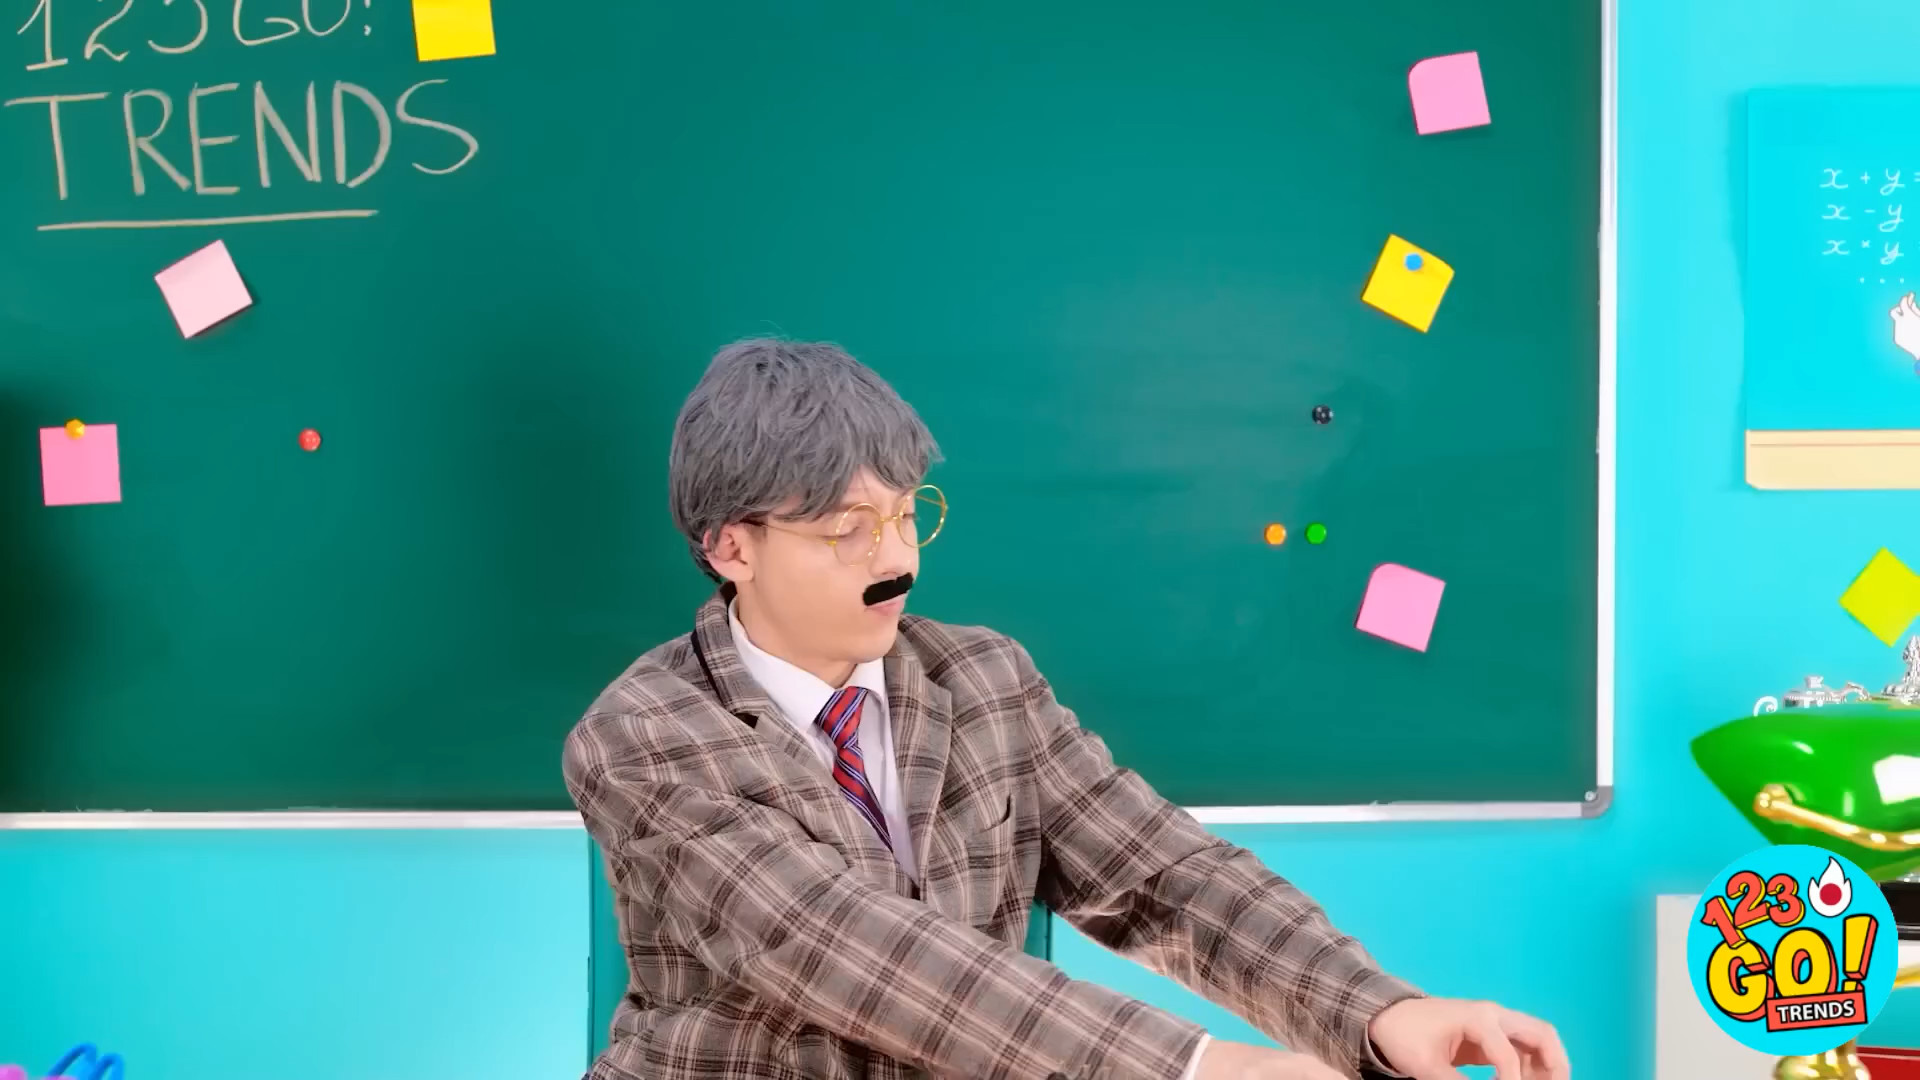 123 GO!
TRENDS
x + y =
x - y
x × y
...
123
GO!
TRENDS